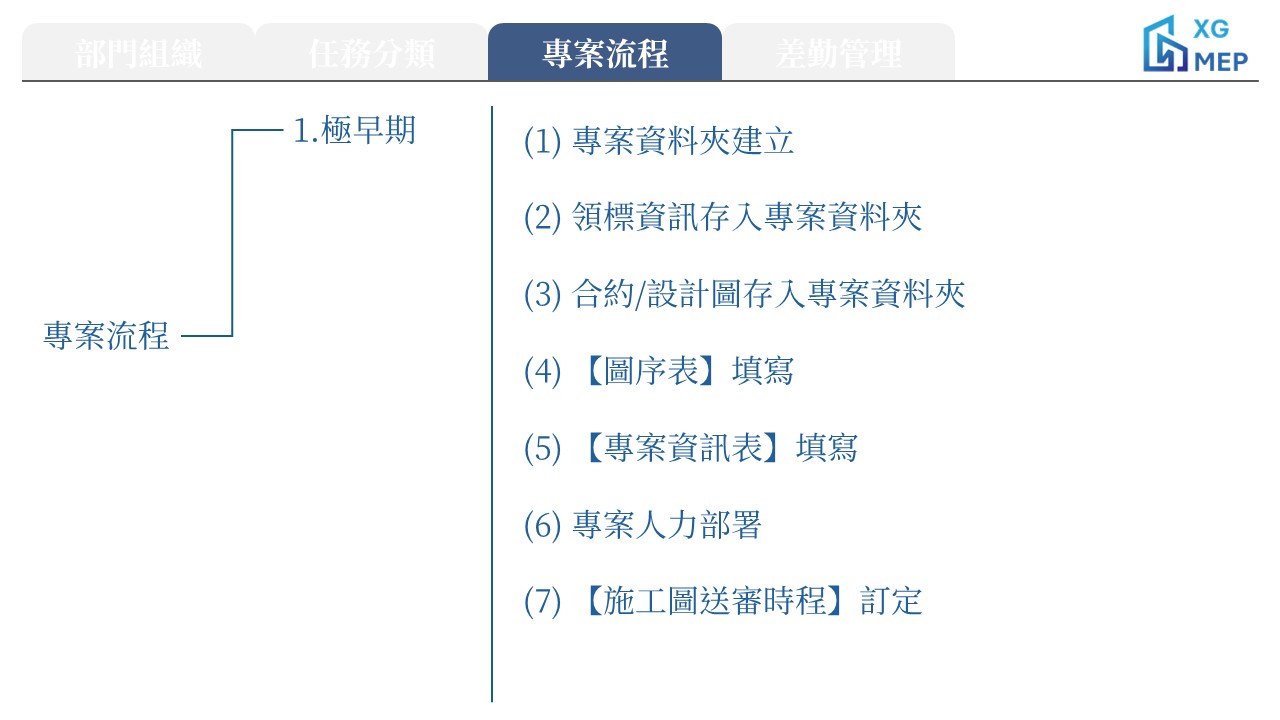 部門組織
任務分類
專案流程
差勤管理
XG
MEP
1.極早期
專案流程
(1) 專案資料夾建立
(2) 領標資訊存入專案資料夾
(3) 合約/設計圖存入專案資料夾
(4) 【圖序表】填寫
(5) 【專案資訊表】填寫
(6) 專案人力部署
(7) 【施工圖送審時程】訂定